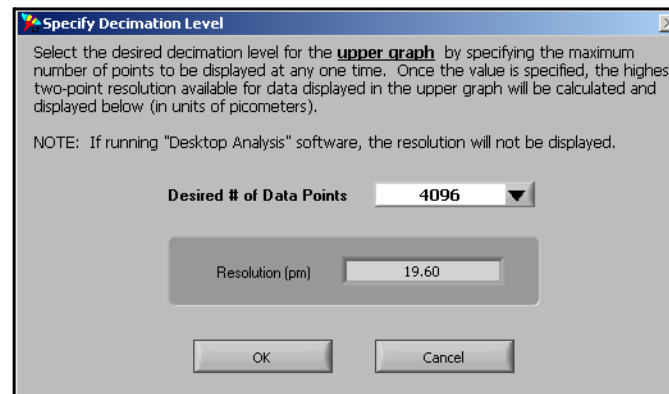 Specify Decimation Level
Select the desired decimation level for the upper graph by specifying the maximum
number of points to be displayed at any one time. Once the value is specified, the highes
two-point resolution available for data displayed in the upper graph will be calculated and
displayed below (in units of picometers).
NOTE: If running "Desktop Analysis" software, the resolution will not be displayed.
Desired # of Data Points 4096
Resolution (pm) 19.60
OK Cancel